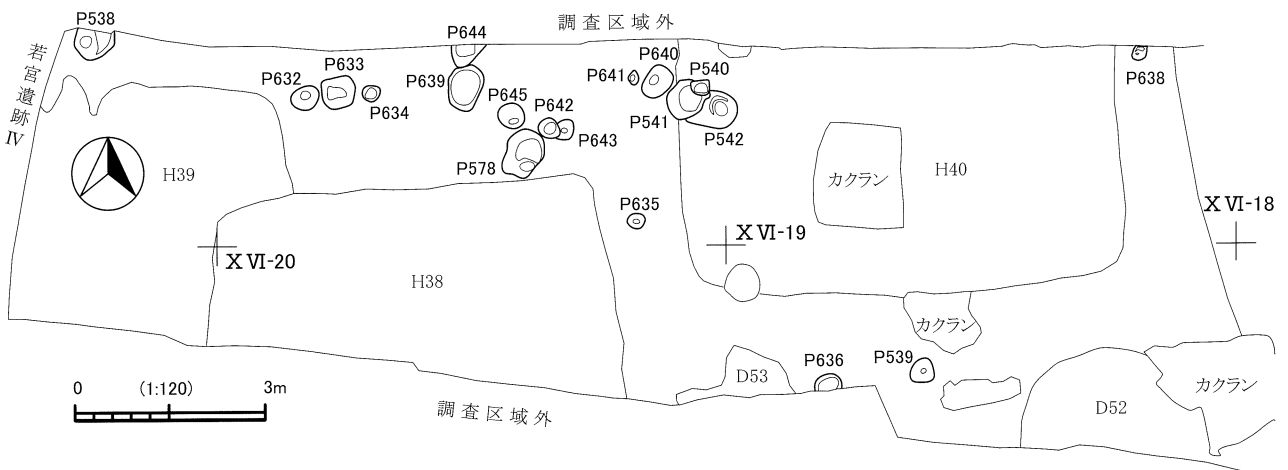 調査区域外
P538
若宮遺跡Ⅳ
P644
P640
P638
P633
P632
P639
P641
P540
P634
P645
P642
P541
P542
P643
P578
H39
カクラン
H40
P635
ⅩⅥ-18
ⅩⅥ-19
ⅩⅥ-20
H38
カクラン
P539
P636
D53
カクラン
D52
0 (1:120) 3m
調査区域外